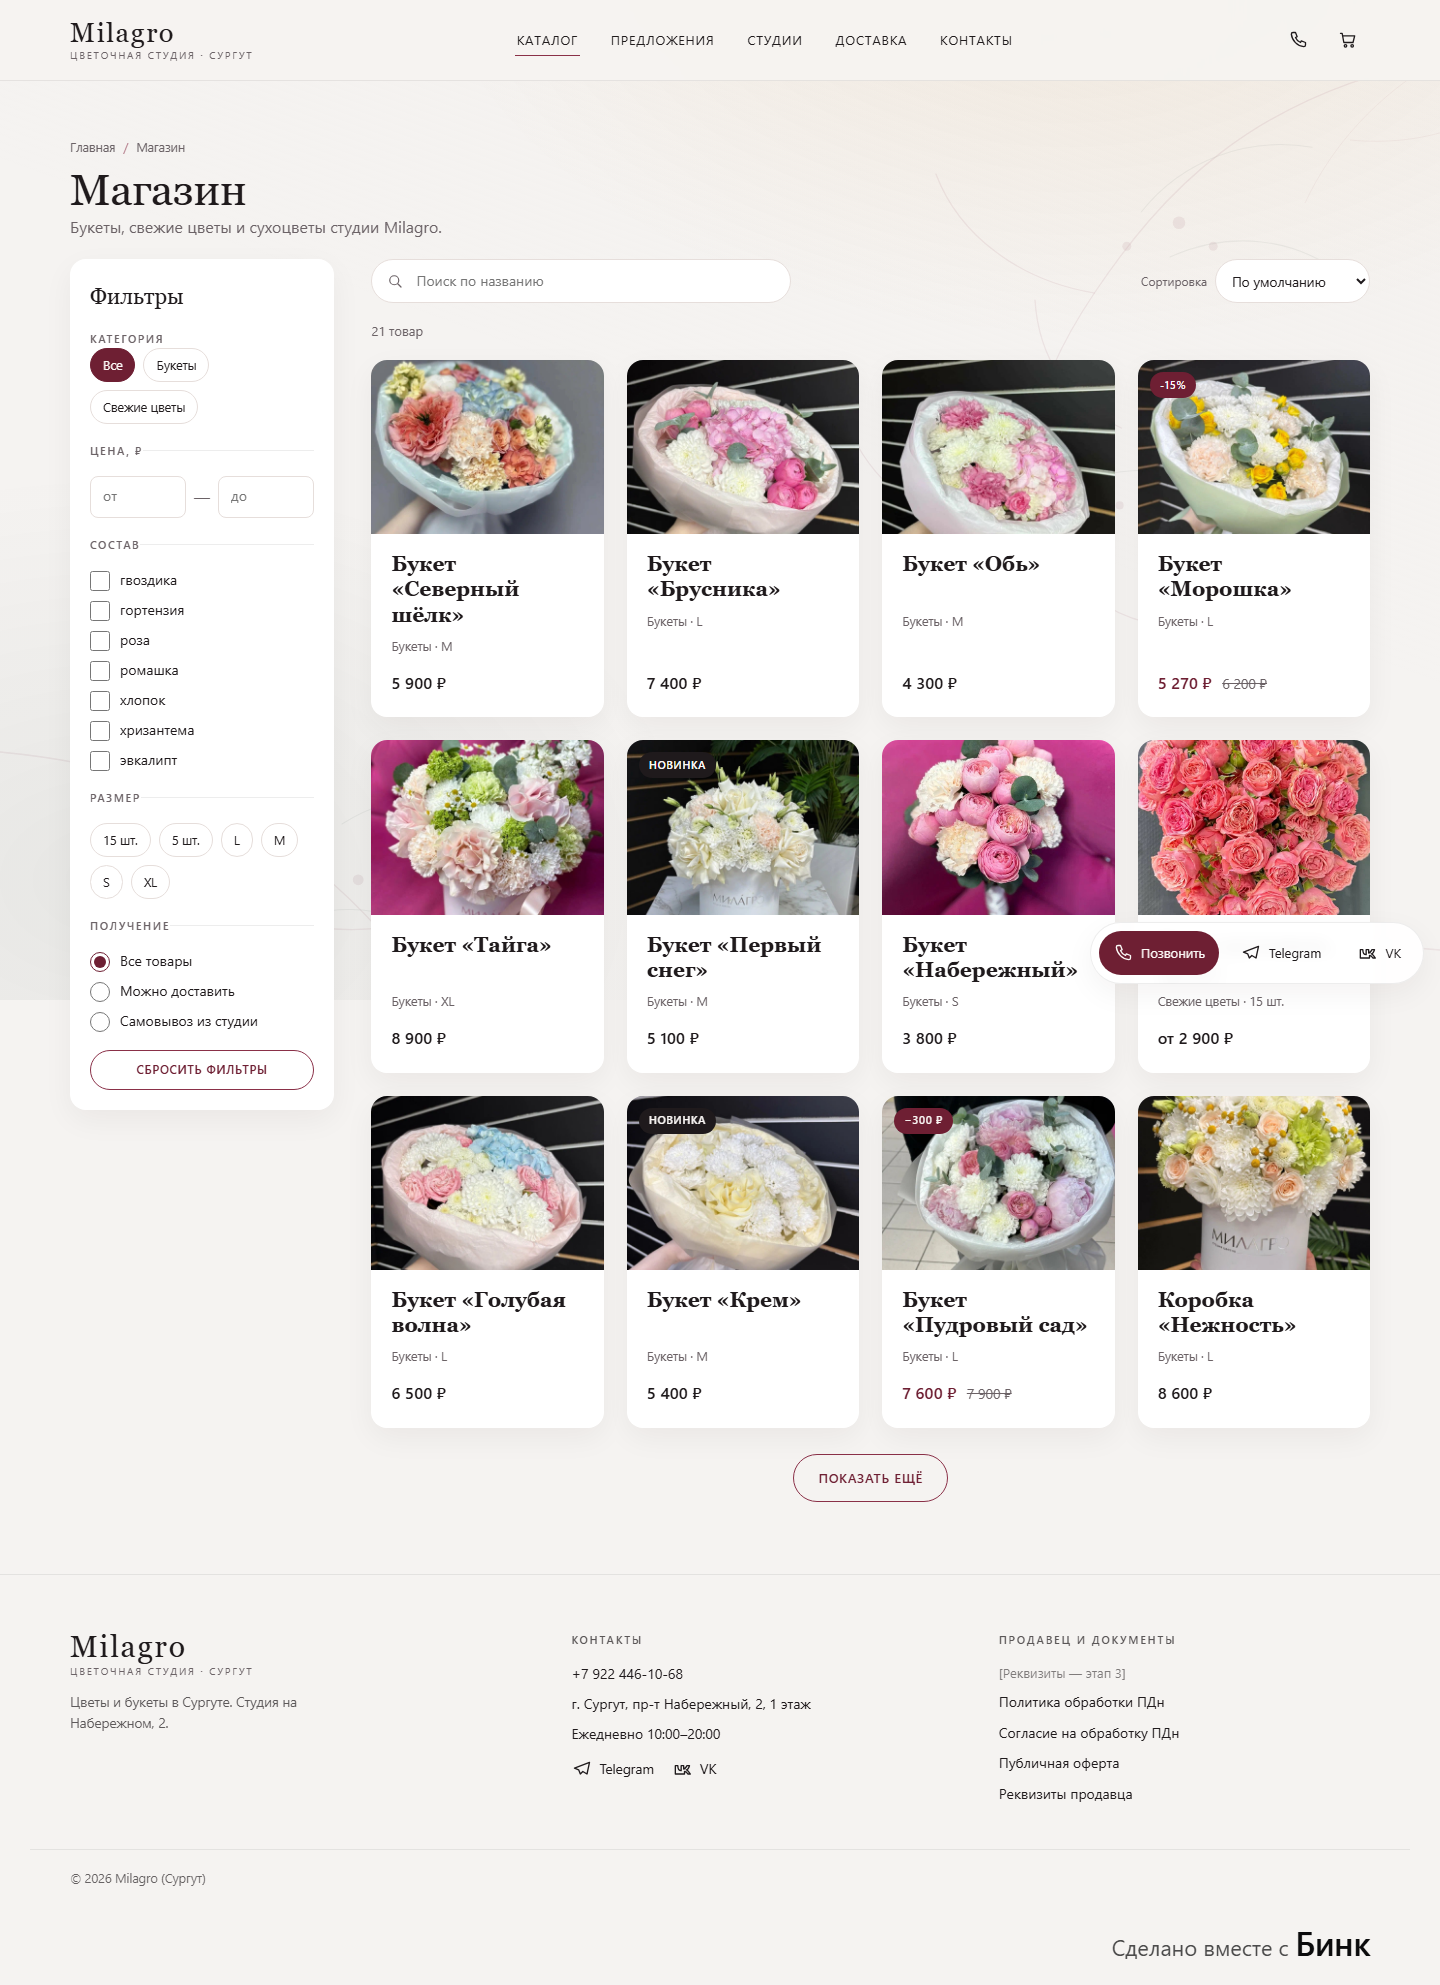 Milagro
ЦВЕТОЧНАЯ СТУДИЯ · СУРГУТ
КАТАЛОГ
ПРЕДЛОЖЕНИЯ
СТУДИИ
ДОСТАВКА
КОНТАКТЫ
Главная / Магазин
Магазин
Букеты, свежие цветы и сухоцветы студии Milagro.
Фильтры
КАТЕГОРИЯ
Все
Букеты
Свежие цветы
ЦЕНА, ₽
от — до
СОСТАВ
гвоздика
гортензия
роза
ромашка
хлопок
хризантема
эвкалипт
РАЗМЕР
15 шт.
5 шт.
L
M
S
XL
ПОЛУЧЕНИЕ
Все товары
Можно доставить
Самовывоз из студии
СБРОСИТЬ ФИЛЬТРЫ
Поиск по названию
Сортировка
По умолчанию
21 товар
Букет
«Северный
шёлк»
Букеты · M
5 900 ₽
Букет
«Брусника»
Букеты · L
7 400 ₽
Букет «Обь»
Букеты · M
4 300 ₽
-15%
Букет
«Морошка»
Букеты · L
5 270 ₽ 6 200 ₽
Букет «Тайга»
Букеты · XL
8 900 ₽
НОВИНКА
Букет «Первый
снег»
Букеты · M
5 100 ₽
Букет
«Набережный»
Букеты · S
3 800 ₽
Позвонить
Telegram
VK
Свежие цветы · 15 шт.
от 2 900 ₽
Букет «Голубая
волна»
Букеты · L
6 500 ₽
НОВИНКА
Букет «Крем»
Букеты · M
5 400 ₽
−300 ₽
Букет
«Пудровый сад»
Букеты · L
7 600 ₽ 7 900 ₽
Коробка
«Нежность»
Букеты · L
8 600 ₽
ПОКАЗАТЬ ЕЩЁ
Milagro
ЦВЕТОЧНАЯ СТУДИЯ · СУРГУТ
Цветы и букеты в Сургуте. Студия на
Набережном, 2.
КОНТАКТЫ
+7 922 446-10-68
г. Сургут, пр-т Набережный, 2, 1 этаж
Ежедневно 10:00–20:00
Telegram
VK
ПРОДАВЕЦ И ДОКУМЕНТЫ
[Реквизиты — этап 3]
Политика обработки ПДн
Согласие на обработку ПДн
Публичная оферта
Реквизиты продавца
© 2026 Milagro (Сургут)
Сделано вместе с Бинк